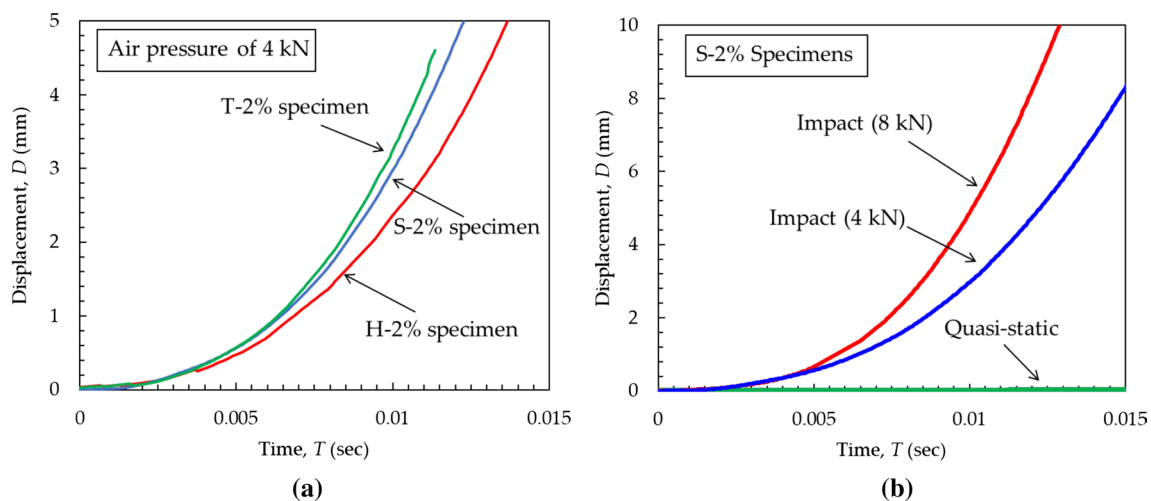 5
4
3
2
1
0
Displacement, D (mm)
Air pressure of 4 kN
T-2% specimen
S-2% specimen
H-2% specimen
0
0.005
0.01
0.015
Time, T (sec)
(a)
10
8
6
4
2
0
Displacement, D (mm)
S-2% Specimens
Impact (8 kN)
Impact (4 kN)
Quasi-static
0
0.005
0.01
0.015
Time, T (sec)
(b)